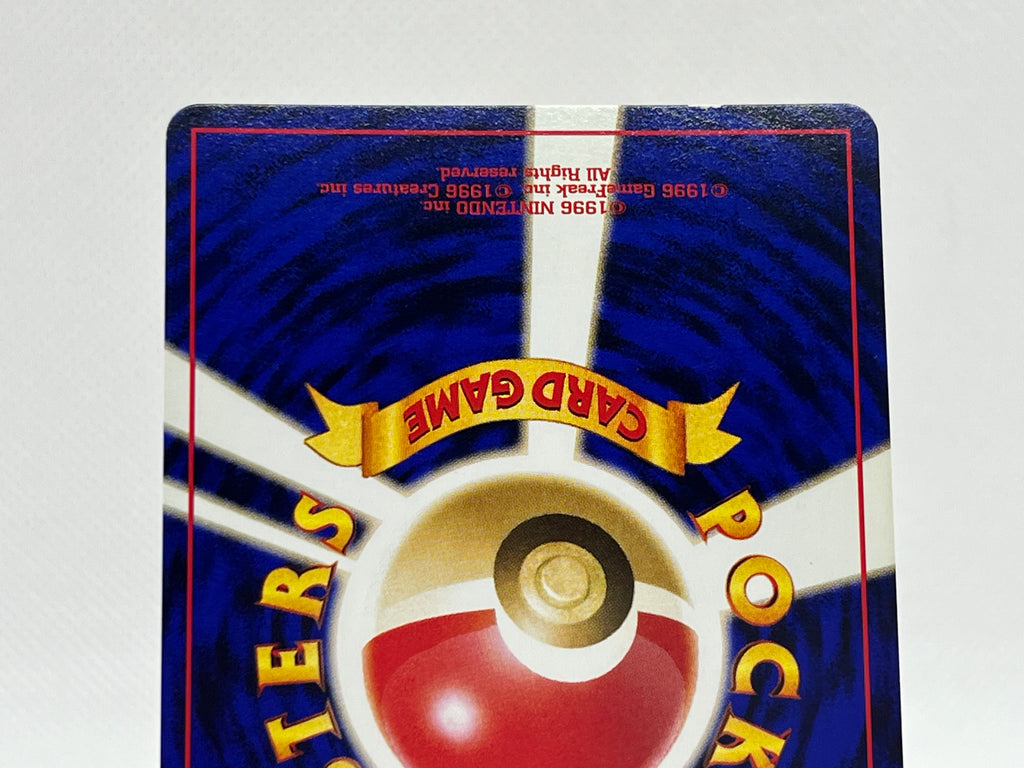 POCK
STERS
CARD GAME
©1996 NINTENDO inc.
©1996 GameFreak inc. ©1996 Creatures inc.
All Rights reserved.